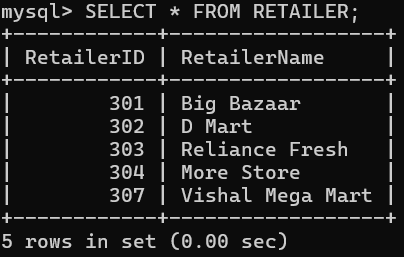 mysql> SELECT * FROM RETAILER;
+------------+------------------+
| RetailerID | RetailerName     |
+------------+------------------+
|        301 | Big Bazaar       |
|        302 | D Mart           |
|        303 | Reliance Fresh   |
|        304 | More Store       |
|        307 | Vishal Mega Mart |
+------------+------------------+
5 rows in set (0.00 sec)